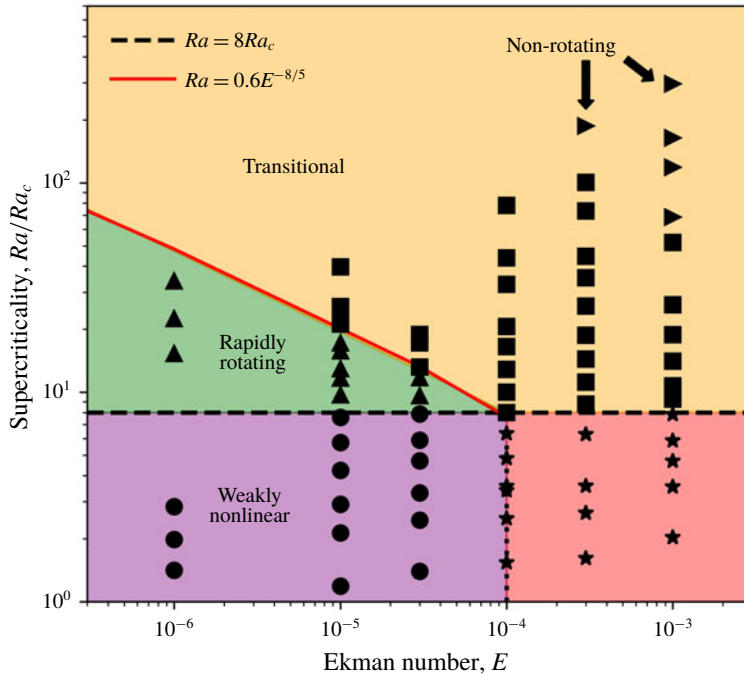 Ra = 8Ra_c
Ra = 0.6E^{-8/5}
Non-rotating
Transitional
Rapidly
rotating
Weakly
nonlinear
10^2
10^1
10^0
Supercriticality, Ra/Ra_c
10^{-6}
10^{-5}
10^{-4}
10^{-3}
Ekman number, E